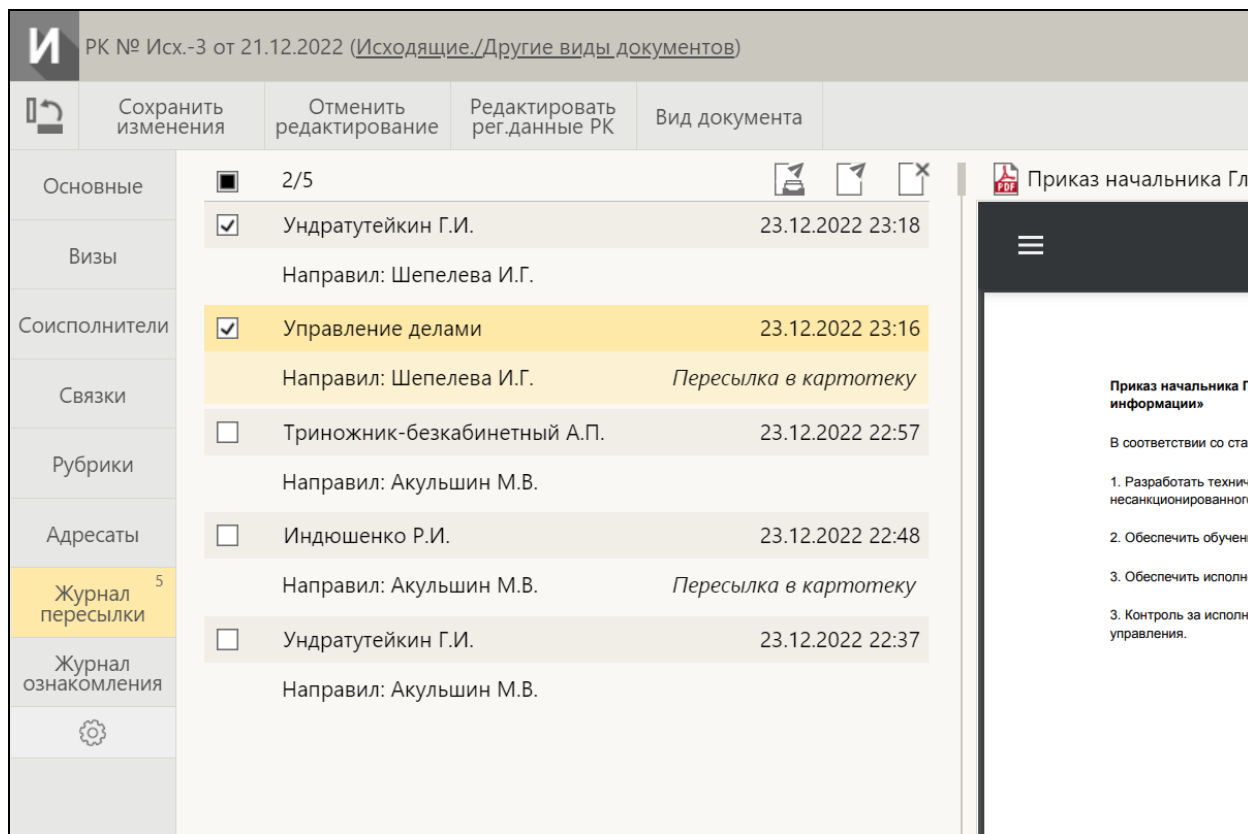 И
РК № Исх.-3 от 21.12.2022 (Исходящие./Другие виды документов)
Сохранить
изменения
Отменить
редактирование
Редактировать
рег.данные РК
Вид документа
Основные
Визы
Соисполнители
Связки
Рубрики
Адресаты
Журнал 5
пересылки
Журнал
ознакомления
2/5
Ундратутейкин Г.И. 23.12.2022 23:18
Направил: Шепелева И.Г.
Управление делами 23.12.2022 23:16
Направил: Шепелева И.Г. Пересылка в картотеку
Триножник-безкабинетный А.П. 23.12.2022 22:57
Направил: Акульшин М.В.
Индюшенко Р.И. 23.12.2022 22:48
Направил: Акульшин М.В. Пересылка в картотеку
Ундратутейкин Г.И. 23.12.2022 22:37
Направил: Акульшин М.В.
PDF Приказ начальника Гл
Приказ начальника Г
информации»
В соответствии со ста
1. Разработать технич
несанкционированного
2. Обеспечить обучен
3. Обеспечить исполн
3. Контроль за исполн
управления.